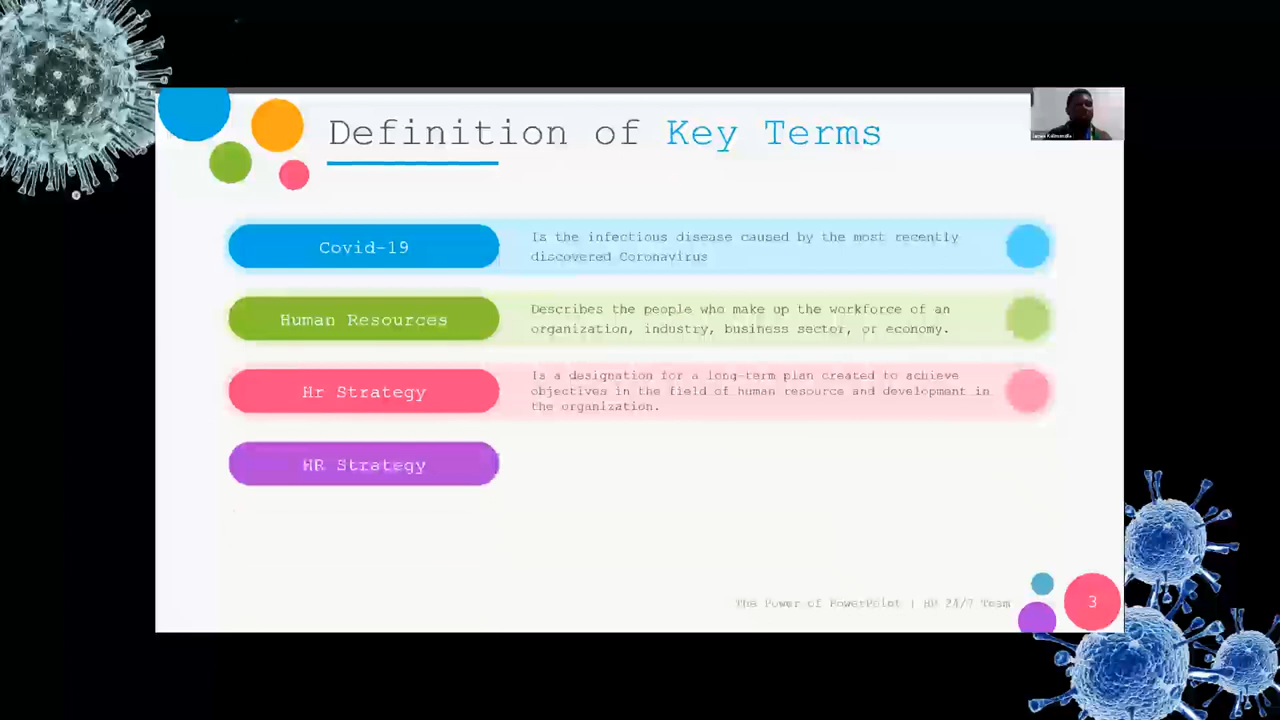 Definition of Key Terms
Covid-19
Is the infectious disease caused by the most recently
discovered Coronavirus
Human Resources
Describes the people who make up the workforce of an
organization, industry, business sector, or economy.
Hr Strategy
Is a designation for a long-term plan created to achieve
objectives in the field of human resource and development in
the organization.
HR Strategy
The Power of PowerPoint | HR 24/7 Team
3